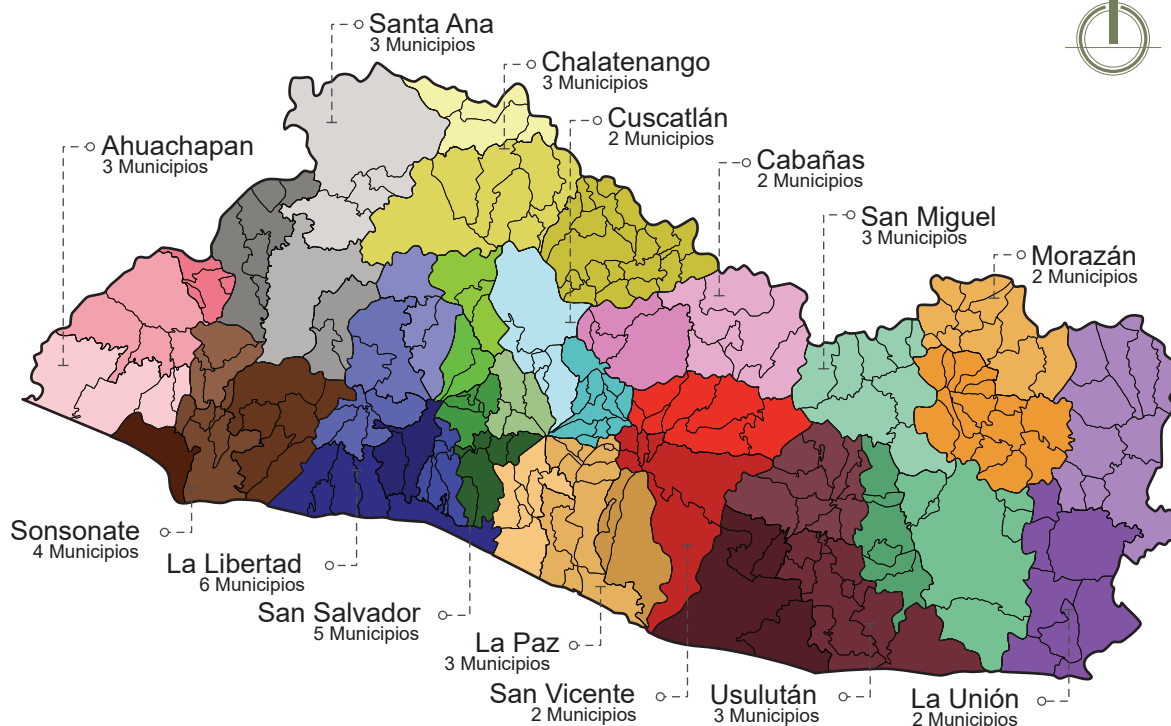 Santa Ana
3 Municipios
Chalatenango
3 Municipios
Cuscatlán
2 Municipios
Ahuachapan
3 Municipios
Cabañas
2 Municipios
San Miguel
3 Municipios
Morazán
2 Municipios
Sonsonate
4 Municipios
La Libertad
6 Municipios
San Salvador
5 Municipios
La Paz
3 Municipios
San Vicente
2 Municipios
Usulután
3 Municipios
La Unión
2 Municipios